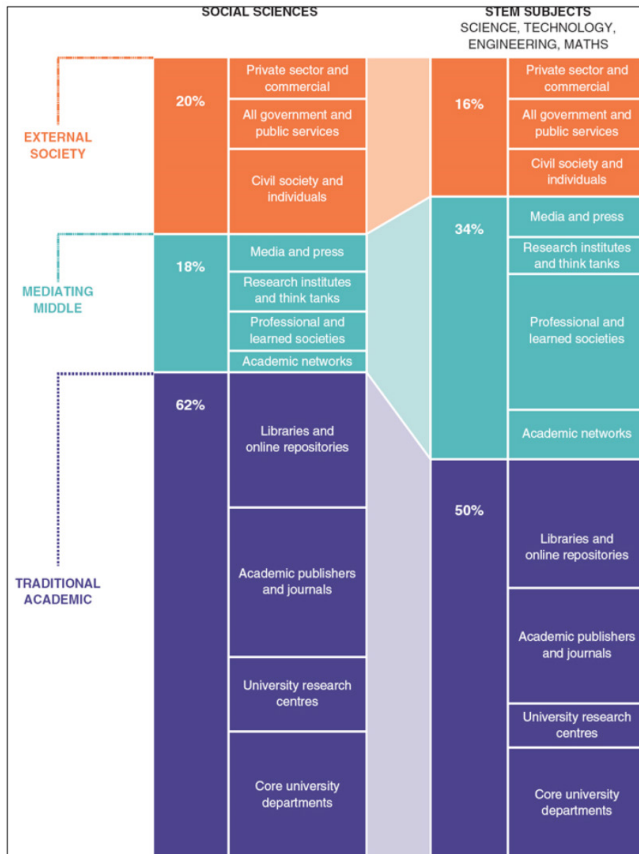 SOCIAL SCIENCES
STEM SUBJECTS
SCIENCE, TECHNOLOGY,
ENGINEERING, MATHS
EXTERNAL
SOCIETY
20%
Private sector and
commercial
All government and
public services
Civil society and
individuals
16%
Private sector and
commercial
All government and
public services
Civil society and
individuals
MEDIATING
MIDDLE
18%
Media and press
Research institutes
and think tanks
Professional and
learned societies
Academic networks
34%
Media and press
Research institutes
and think tanks
Professional and
learned societies
Academic networks
TRADITIONAL
ACADEMIC
62%
Libraries and
online repositories
Academic publishers
and journals
University research
centres
Core university
departments
50%
Libraries and
online repositories
Academic publishers
and journals
University research
centres
Core university
departments